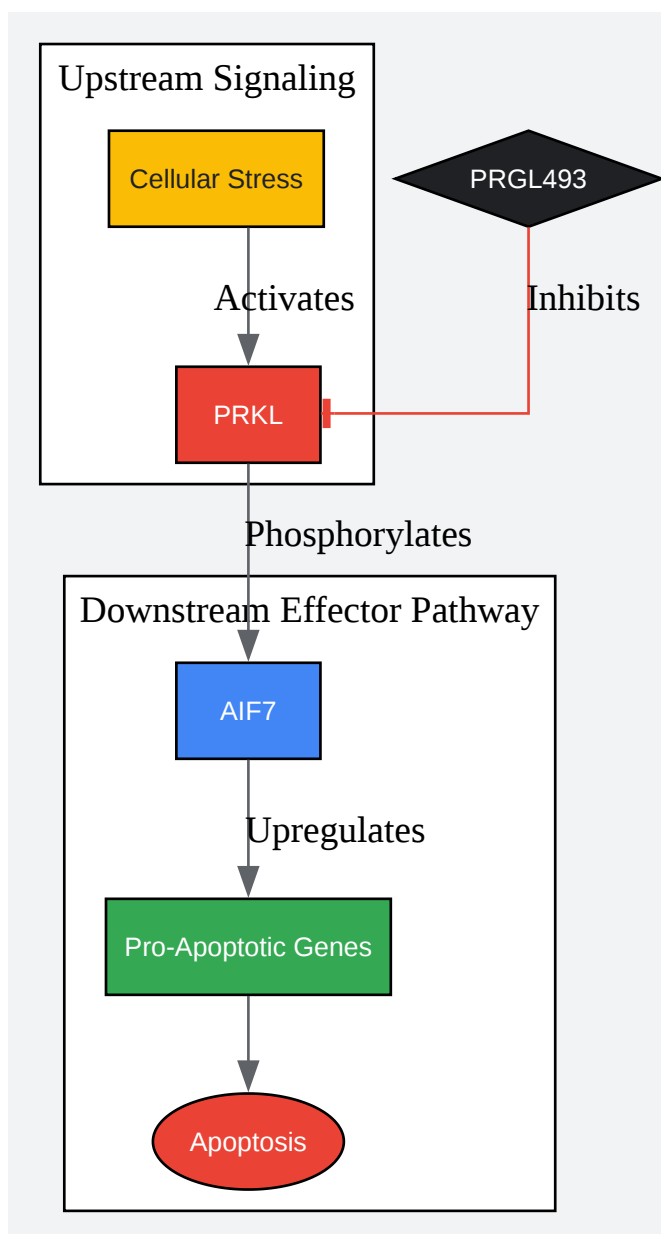 Upstream Signaling
Cellular Stress
PRGL493
Activates
Inhibits
PRKL
Phosphorylates
Downstream Effector Pathway
AIF7
Upregulates
Pro-Apoptotic Genes
Apoptosis